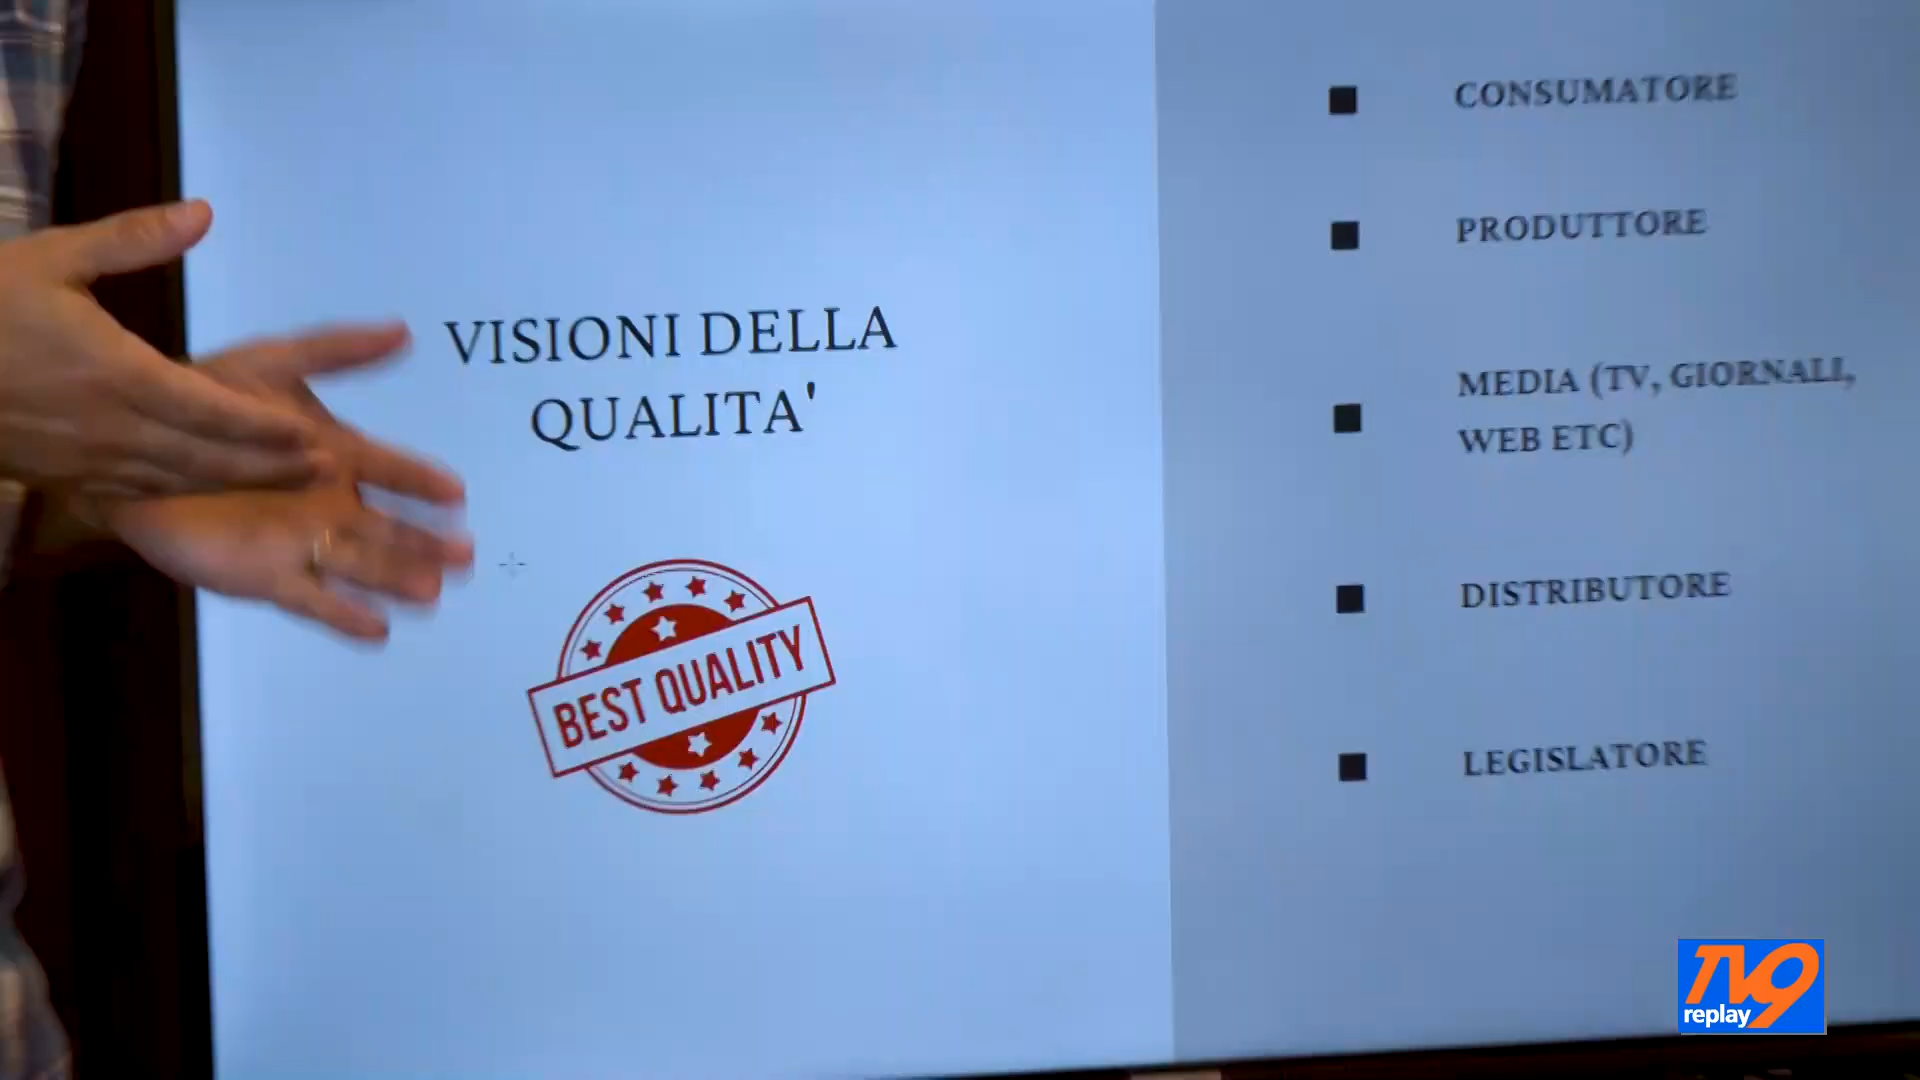 VISIONI DELLA
QUALITA'
BEST QUALITY
CONSUMATORE
PRODUTTORE
MEDIA (TV, GIORNALI,
WEB ETC)
DISTRIBUTORE
LEGISLATORE
TV9
replay